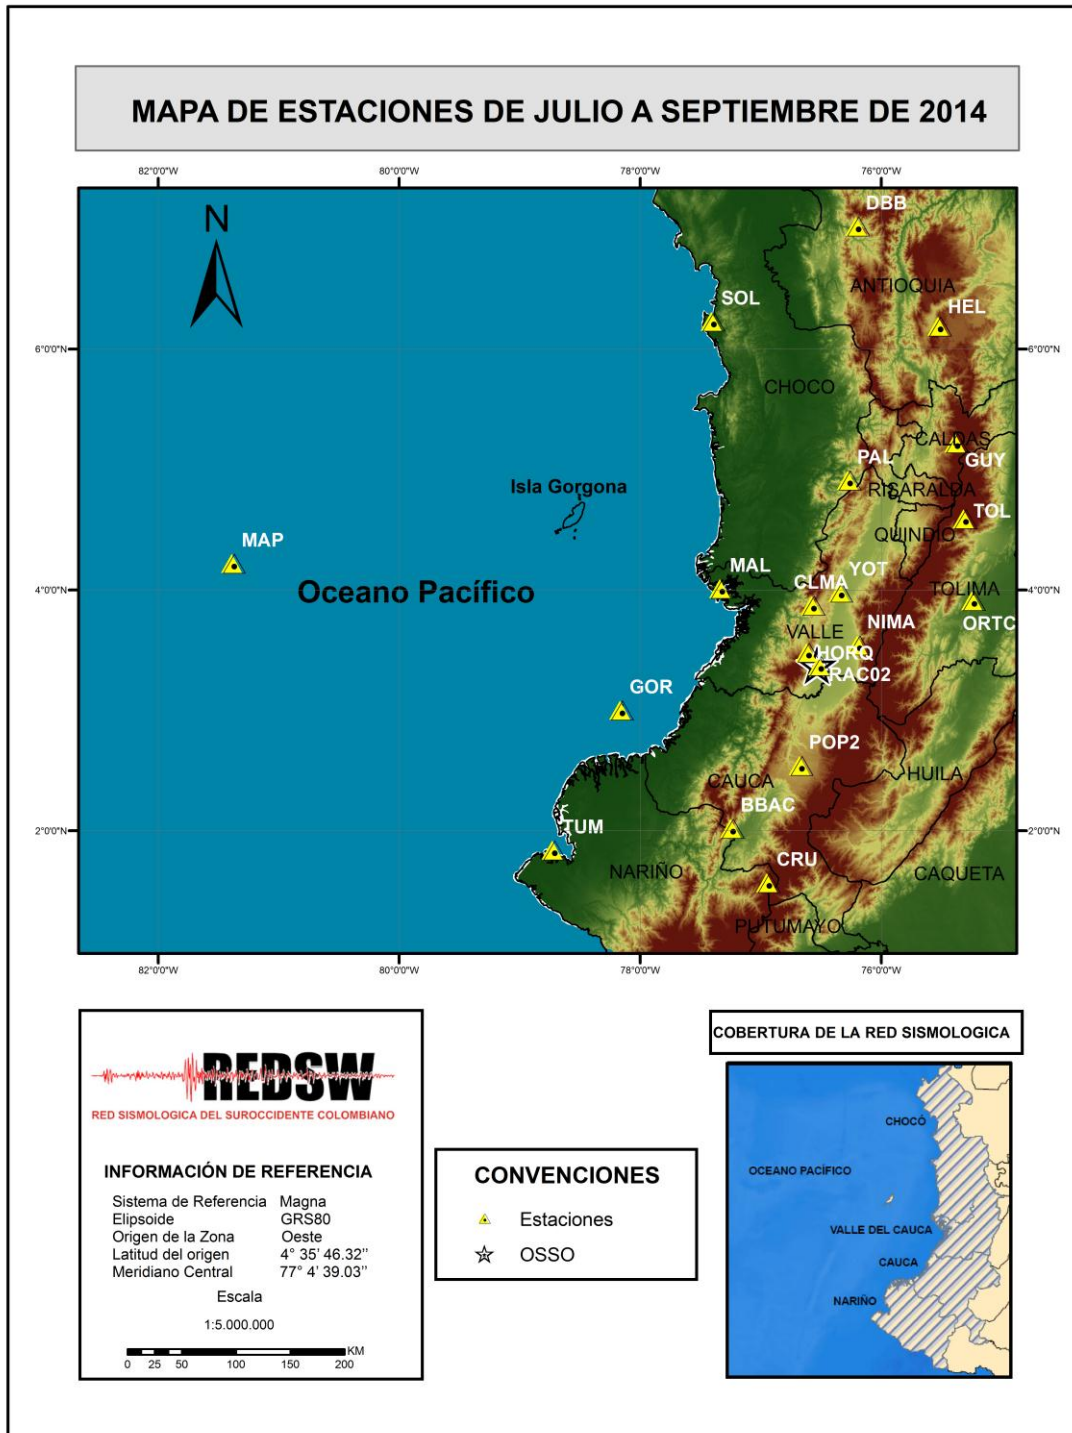 MAPA DE ESTACIONES DE JULIO A SEPTIEMBRE DE 2014
82°0'0"W
80°0'0"W
78°0'0"W
76°0'0"W
N
DBB
ANTIOQUIA
SOL
HEL
6°0'0"N
6°0'0"N
CHOCO
CALDAS
GUY
PAL
RISARALDA
Isla Gorgona
TOL
QUINDIO
MAP
MAL
CLMA
YOT
TOLIMA
Oceano Pacífico
4°0'0"N
4°0'0"N
ORTC
VALLE
NIMA
HORQ
RAC02
GOR
POP2
HUILA
CAUCA
BBAC
2°0'0"N
2°0'0"N
TUM
NARIÑO
CRU
CAQUETA
PUTUMAYO
82°0'0"W
80°0'0"W
78°0'0"W
76°0'0"W
REDSW
RED SISMOLOGICA DEL SUROCCIDENTE COLOMBIANO
INFORMACIÓN DE REFERENCIA
Sistema de Referencia Magna
Elipsoide GRS80
Origen de la Zona Oeste
Latitud del origen 4° 35' 46.32''
Meridiano Central 77° 4' 39.03''
Escala
1:5.000.000
KM
0 25 50 100 150 200
CONVENCIONES
Estaciones
OSSO
COBERTURA DE LA RED SISMOLOGICA
CHOCÓ
OCEANO PACÍFICO
VALLE DEL CAUCA
CAUCA
NARIÑO